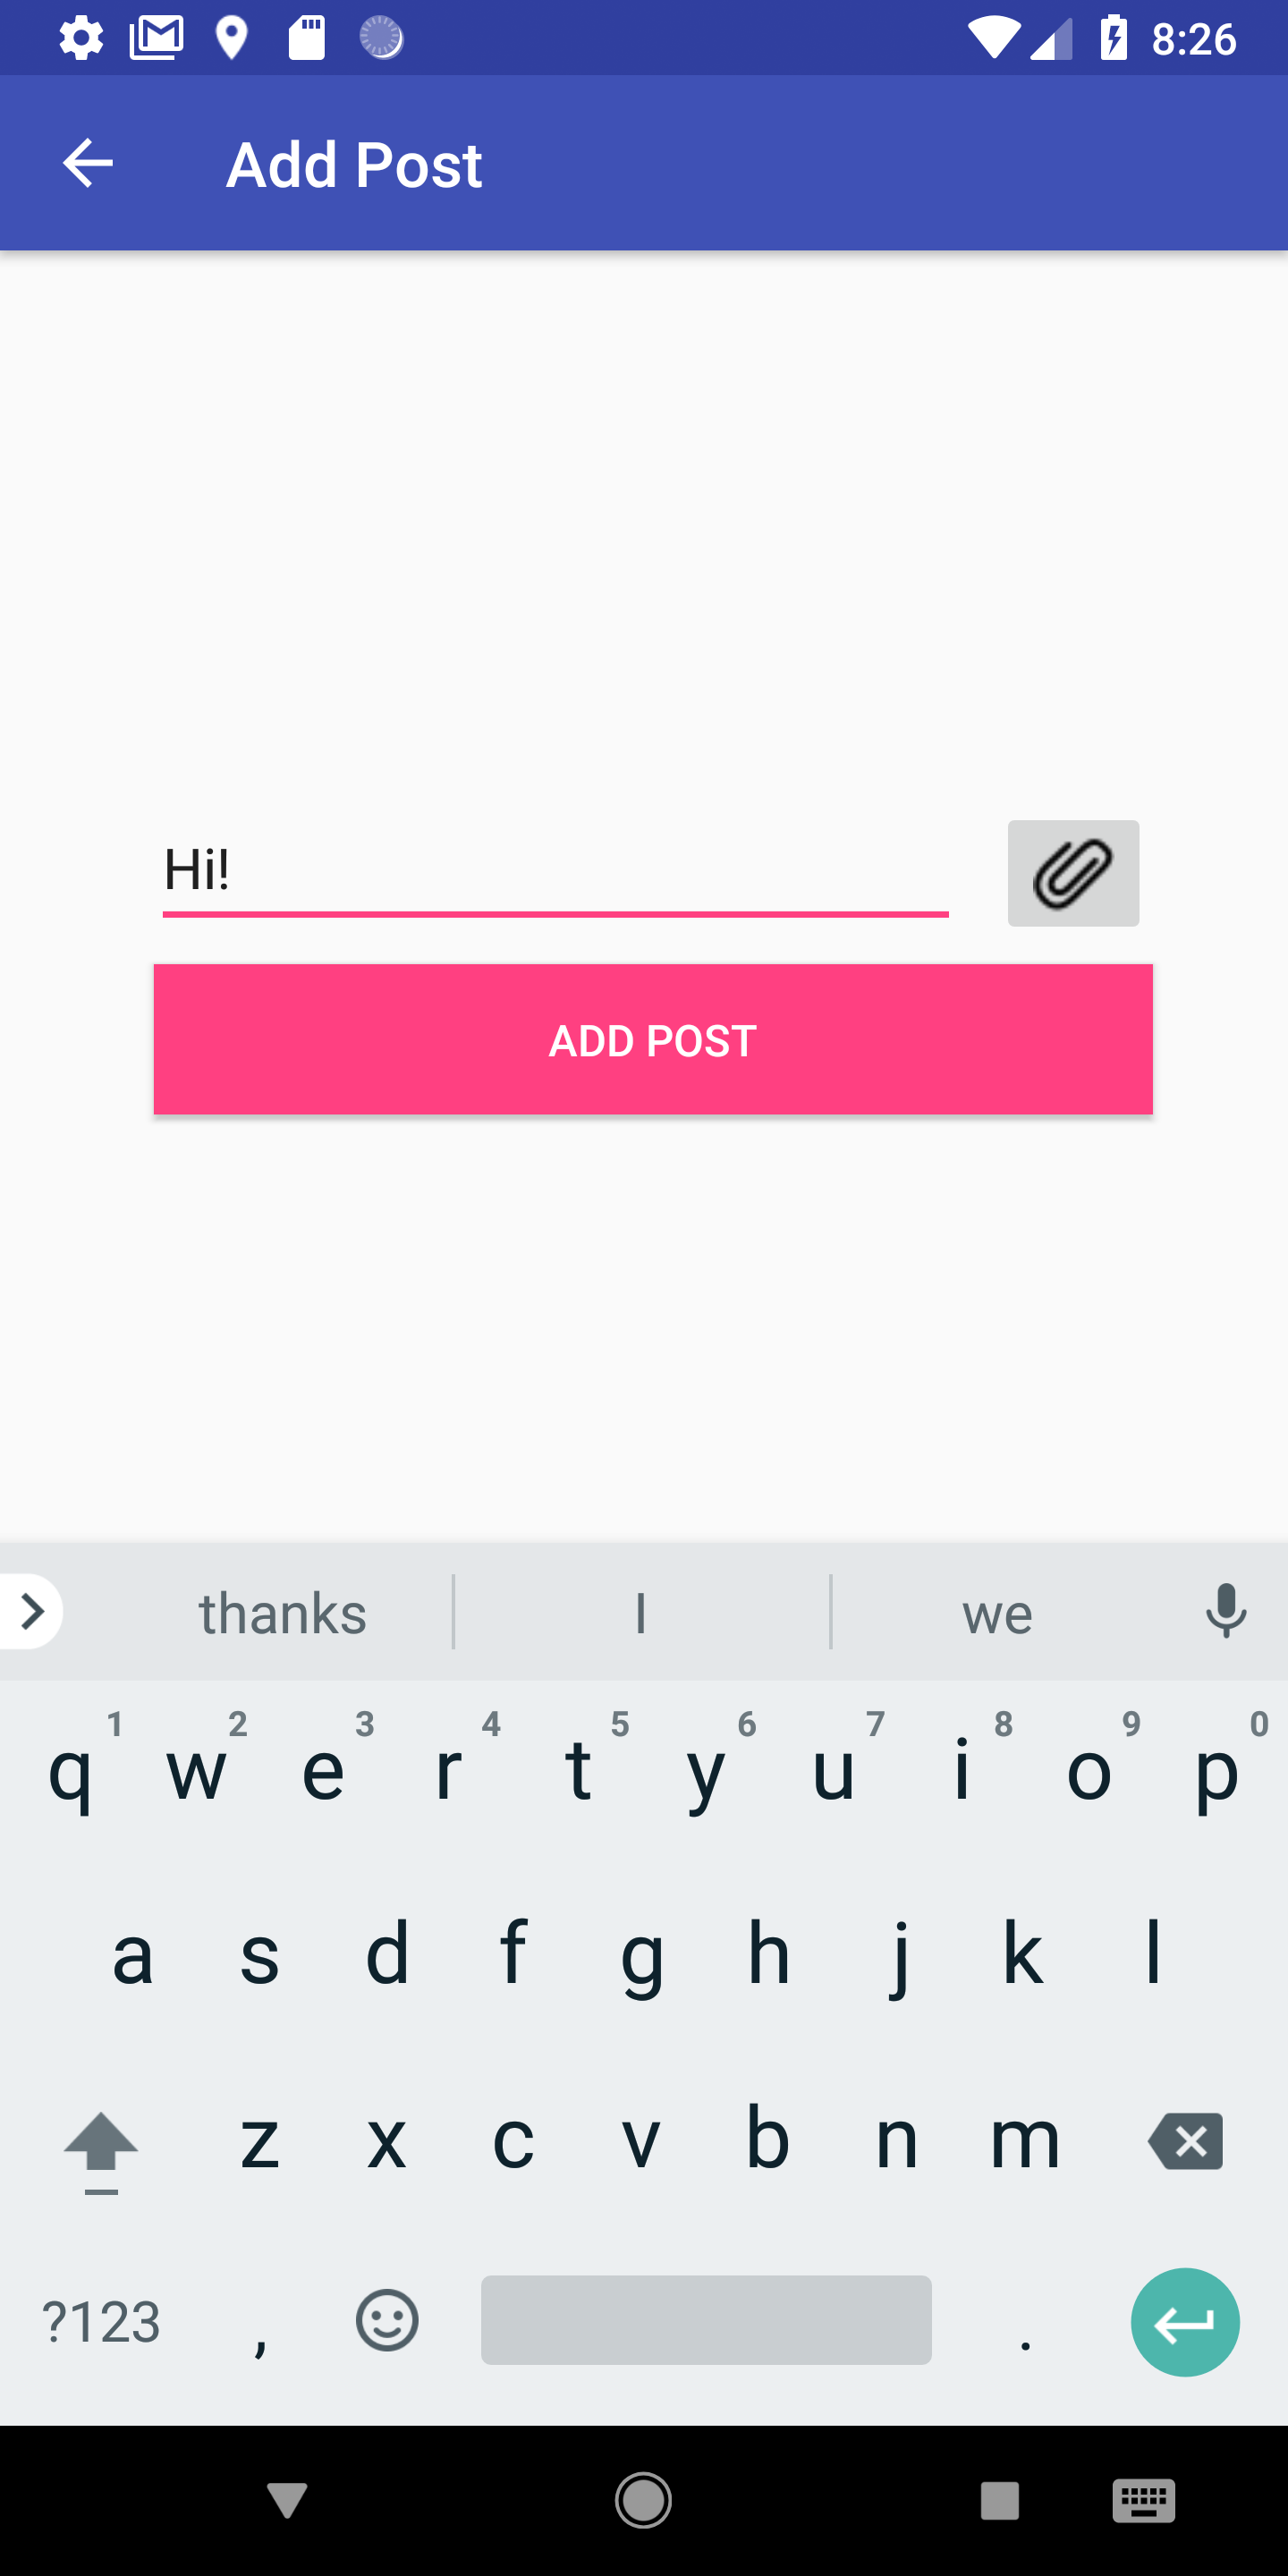 8:26
Add Post
Hi!
ADD POST
thanks I we
1 2 3 4 5 6 7 8 9 0
q w e r t y u i o p
a s d f g h j k l
z x c v b n m
?123 , .